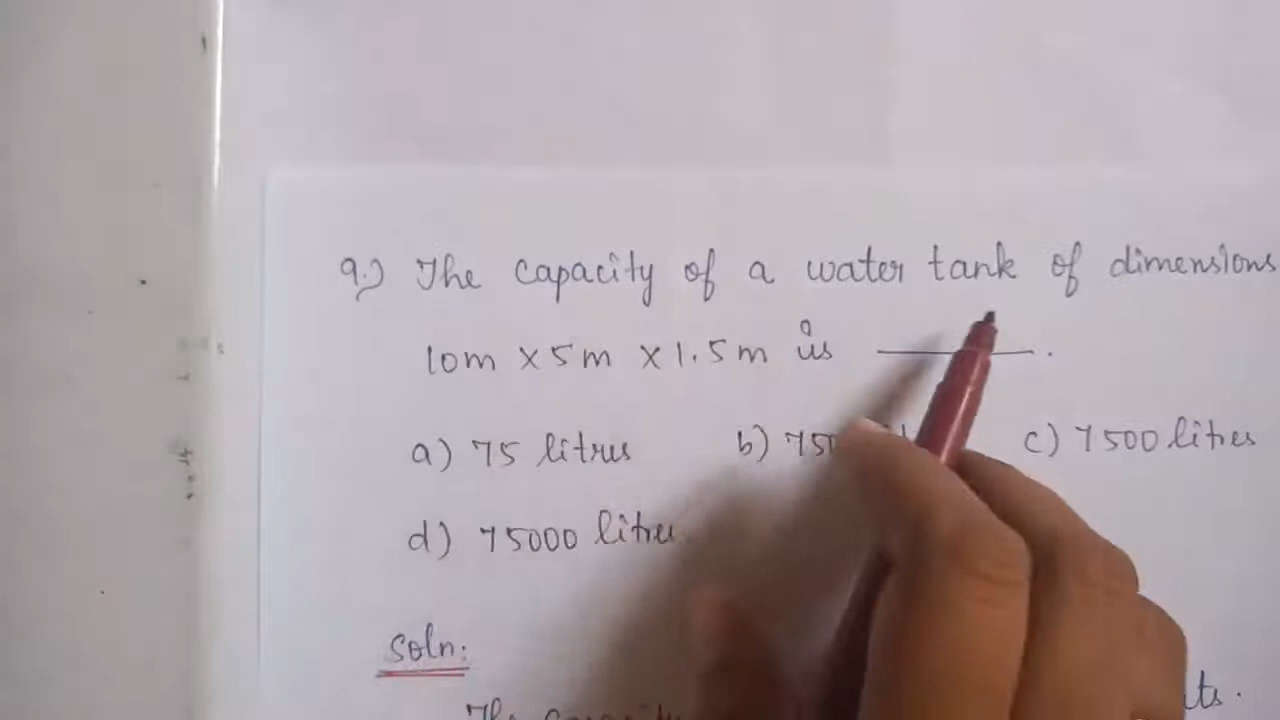 9.) The capacity of a water tank of dimensions
10m x 5m x 1.5m is ______.
a) 75 litres b) c) 7500 litres
d) 75000 litres
Soln:
The